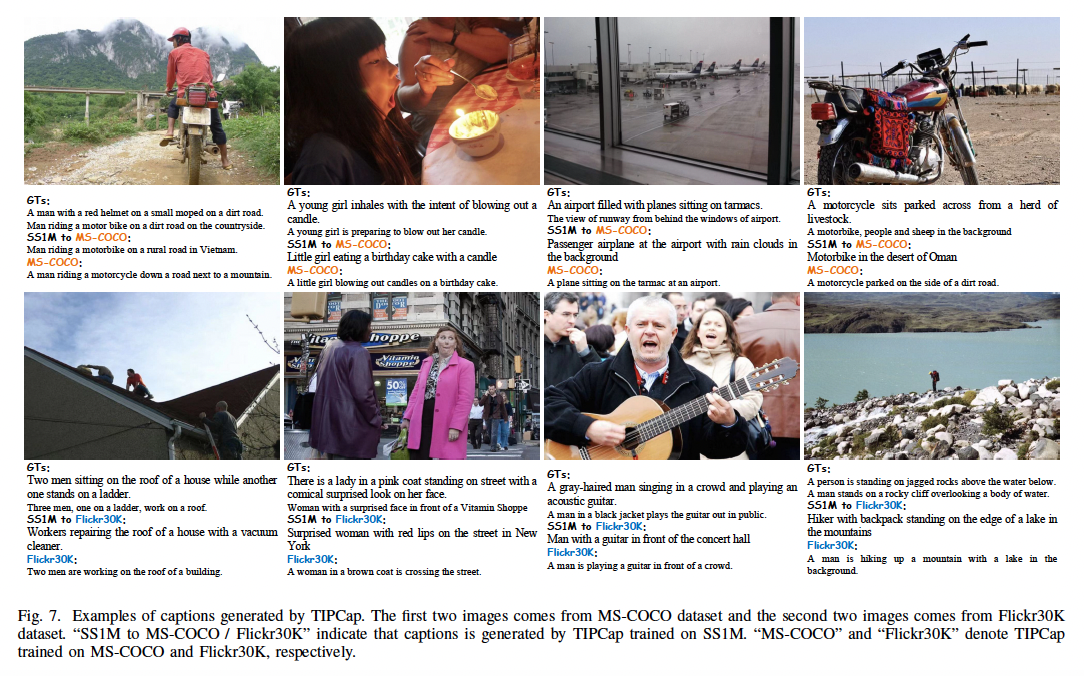 GTs:
A man with a red helmet on a small moped on a dirt road.
Man riding a motor bike on a dirt road on the countryside.
SS1M to MS-COCO:
Man riding a motorbike on a rural road in Vietnam.
MS-COCO:
A man riding a motorcycle down a road next to a mountain.
GTs:
A young girl inhales with the intent of blowing out a
candle.
A young girl is preparing to blow out her candle.
SS1M to MS-COCO:
Little girl eating a birthday cake with a candle
MS-COCO:
A little girl blowing out candles on a birthday cake.
GTs:
An airport filled with planes sitting on tarmacs.
The view of runway from behind the windows of airport.
SS1M to MS-COCO:
Passenger airplane at the airport with rain clouds in
the background
MS-COCO:
A plane sitting on the tarmac at an airport.
GTs:
A motorcycle sits parked across from a herd of
livestock.
A motorbike, people and sheep in the background
SS1M to MS-COCO:
Motorbike in the desert of Oman
MS-COCO:
A motorcycle parked on the side of a dirt road.
GTs:
Two men sitting on the roof of a house while another
one stands on a ladder.
Three men, one on a ladder, work on a roof.
SS1M to Flickr30K:
Workers repairing the roof of a house with a vacuum
cleaner.
Flickr30K:
Two men are working on the roof of a building.
Vitamin Shoppe
Vitamin
Shoppe
50%
GTs:
There is a lady in a pink coat standing on street with a
comical surprised look on her face.
Woman with a surprised face in front of a Vitamin Shoppe
SS1M to Flickr30K:
Surprised woman with red lips on the street in New
York
Flickr30K:
A woman in a brown coat is crossing the street.
GTs:
A gray-haired man singing in a crowd and playing an
acoustic guitar.
A man in a black jacket plays the guitar out in public.
SS1M to Flickr30K:
Man with a guitar in front of the concert hall
Flickr30K:
A man is playing a guitar in front of a crowd.
GTs:
A person is standing on jagged rocks above the water below.
A man stands on a rocky cliff overlooking a body of water.
SS1M to Flickr30K:
Hiker with backpack standing on the edge of a lake in
the mountains
Flickr30K:
A man is hiking up a mountain with a lake in the
background.
Fig. 7. Examples of captions generated by TIPCap. The first two images comes from MS-COCO dataset and the second two images comes from Flickr30K
dataset. “SS1M to MS-COCO / Flickr30K” indicate that captions is generated by TIPCap trained on SS1M. “MS-COCO” and “Flickr30K” denote TIPCap
trained on MS-COCO and Flickr30K, respectively.